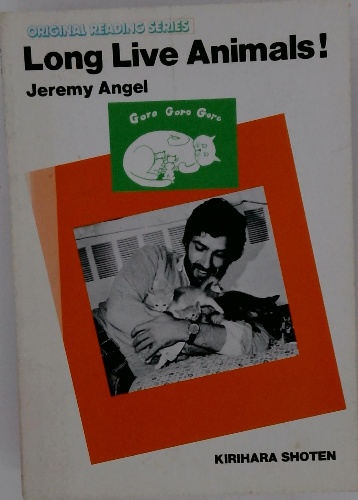 ORIGINAL READING SERIES
Long Live Animals!
Jeremy Angel
Goro Goro Goro
KIRIHARA SHOTEN